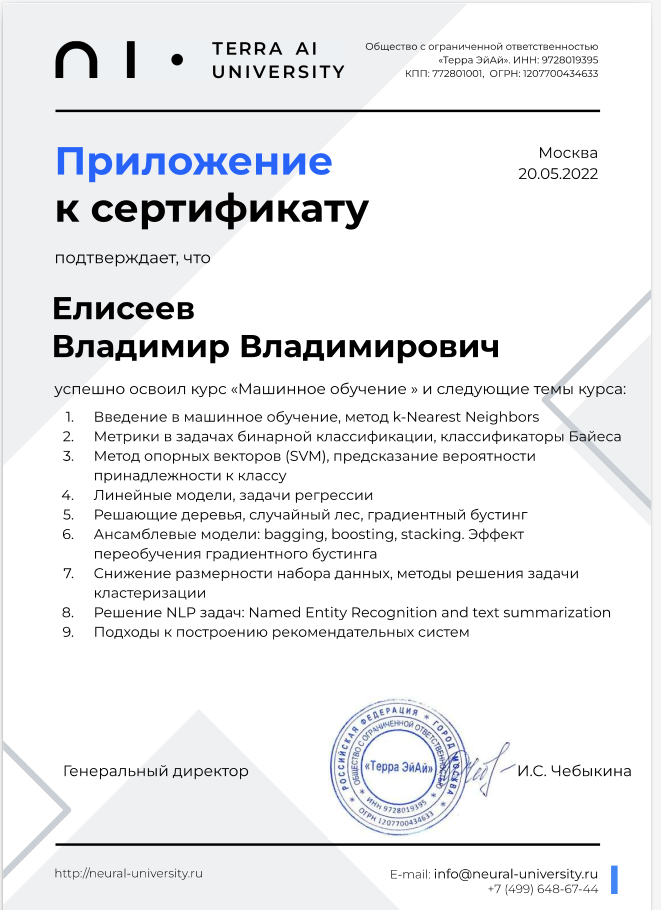 TERRA AI
UNIVERSITY
Общество с ограниченной ответственностью
«Терра ЭйАй». ИНН: 9728019395
КПП: 772801001, ОГРН: 1207700434633
Приложение
к сертификату
Москва
20.05.2022
подтверждает, что
Елисеев
Владимир Владимирович
успешно освоил курс «Машинное обучение » и следующие темы курса:
1. Введение в машинное обучение, метод k-Nearest Neighbors
2. Метрики в задачах бинарной классификации, классификаторы Байеса
3. Метод опорных векторов (SVM), предсказание вероятности
принадлежности к классу
4. Линейные модели, задачи регрессии
5. Решающие деревья, случайный лес, градиентный бустинг
6. Ансамблевые модели: bagging, boosting, stacking. Эффект
переобучения градиентного бустинга
7. Снижение размерности набора данных, методы решения задачи
кластеризации
8. Решение NLP задач: Named Entity Recognition and text summarization
9. Подходы к построению рекомендательных систем
Генеральный директор
РОССИЙСКАЯ ФЕДЕРАЦИЯ * ГОРОД МОСКВА
ОБЩЕСТВО С ОГРАНИЧЕННОЙ ОТВЕТСТВЕННОСТЬЮ
«Терра ЭйАй»
* ИНН 9728019395 *
ОГРН 1207700434633
И.С. Чебыкина
http://neural-university.ru
E-mail: info@neural-university.ru
+7 (499) 648-67-44